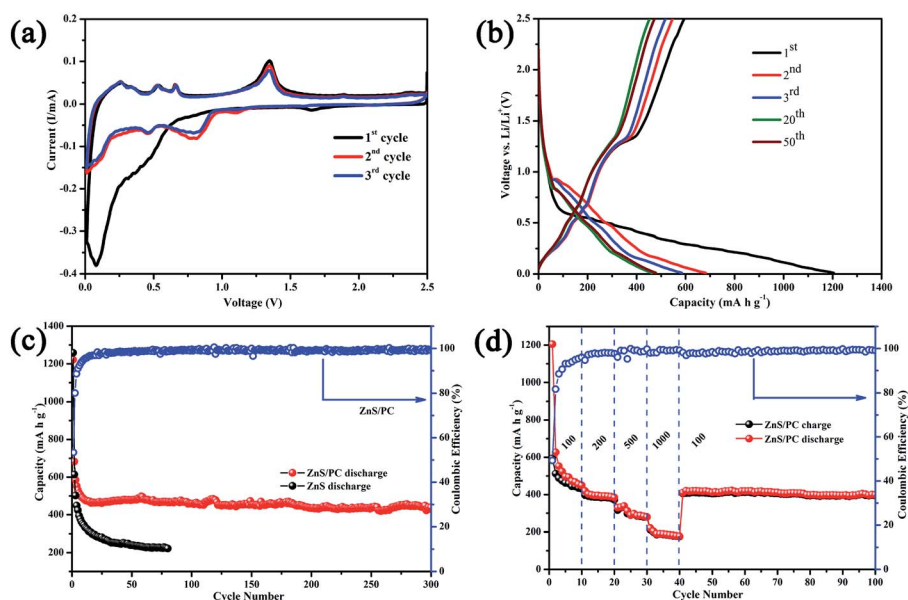 (a)
0.3
0.2
0.1
0.0
-0.1
-0.2
-0.3
-0.4
Current (I/mA)
1st cycle
2nd cycle
3rd cycle
0.0 0.5 1.0 1.5 2.0 2.5
Voltage (V)
(b)
2.5
2.0
1.5
1.0
0.5
0.0
Voltage vs. Li/Li+(V)
1st
2nd
3rd
20th
50th
0 200 400 600 800 1000 1200 1400
Capacity (mA h g-1)
(c)
1400
1200
1000
800
600
400
200
Capacity (mA h g-1)
ZnS/PC
ZnS/PC discharge
ZnS discharge
100
80
60
40
20
0
Coulombic Efficiency (%)
0 50 100 150 200 250 300
Cycle Number
(d)
1200
1000
800
600
400
200
0
Capacity (mA h g-1)
100 200 500 1000 100
ZnS/PC charge
ZnS/PC discharge
100
80
60
40
20
0
Coulombic Efficiency (%)
0 10 20 30 40 50 60 70 80 90 100
Cycle Number